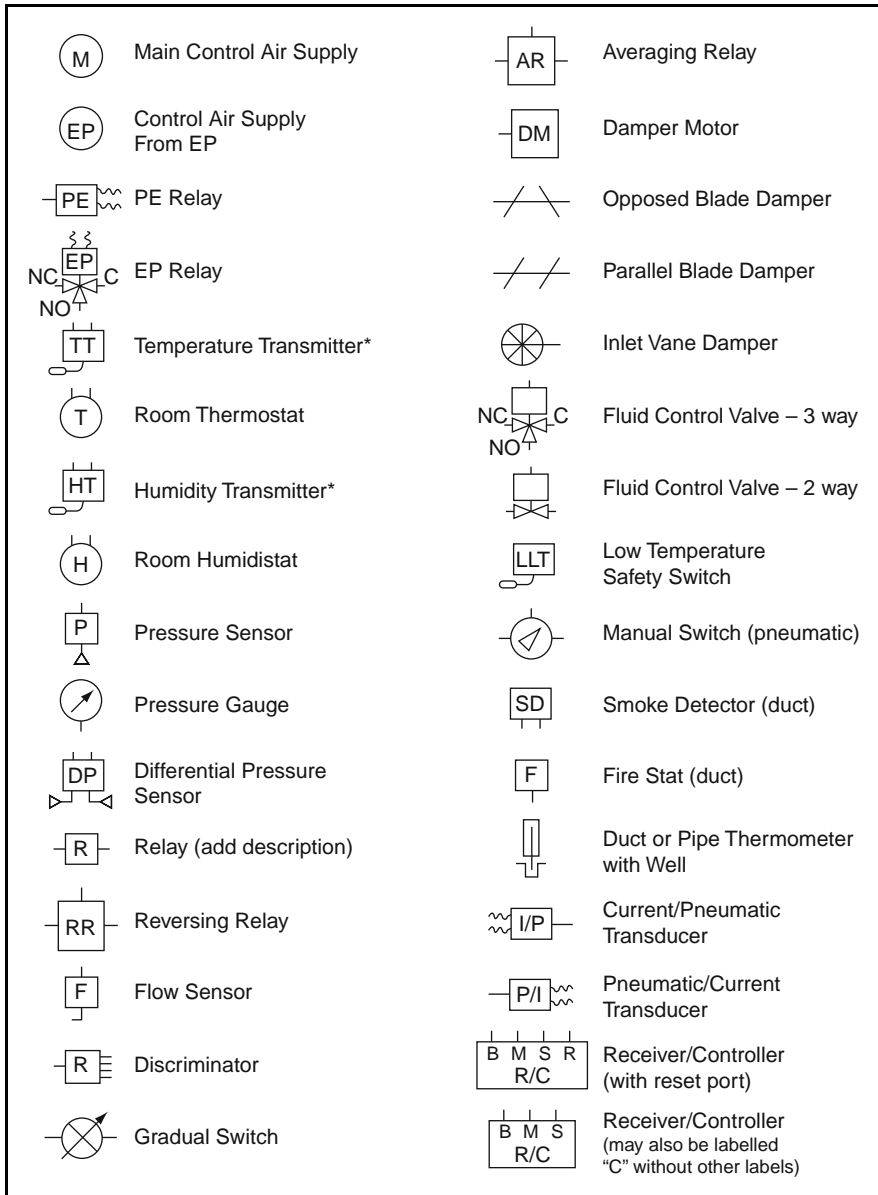 M Main Control Air Supply
EP Control Air Supply
From EP
PE PE Relay
EP
NC C EP Relay
NO
TT Temperature Transmitter*
T Room Thermostat
HT Humidity Transmitter*
H Room Humidistat
P Pressure Sensor
Pressure Gauge
DP Differential Pressure
Sensor
R Relay (add description)
RR Reversing Relay
F Flow Sensor
R Discriminator
Gradual Switch
AR Averaging Relay
DM Damper Motor
Opposed Blade Damper
Parallel Blade Damper
Inlet Vane Damper
NC C Fluid Control Valve – 3 way
NO
Fluid Control Valve – 2 way
LLT Low Temperature
Safety Switch
Manual Switch (pneumatic)
SD Smoke Detector (duct)
F Fire Stat (duct)
Duct or Pipe Thermometer
with Well
I/P Current/Pneumatic
Transducer
P/I Pneumatic/Current
Transducer
B M S R Receiver/Controller
R/C (with reset port)
B M S Receiver/Controller
R/C (may also be labelled
“C” without other labels)